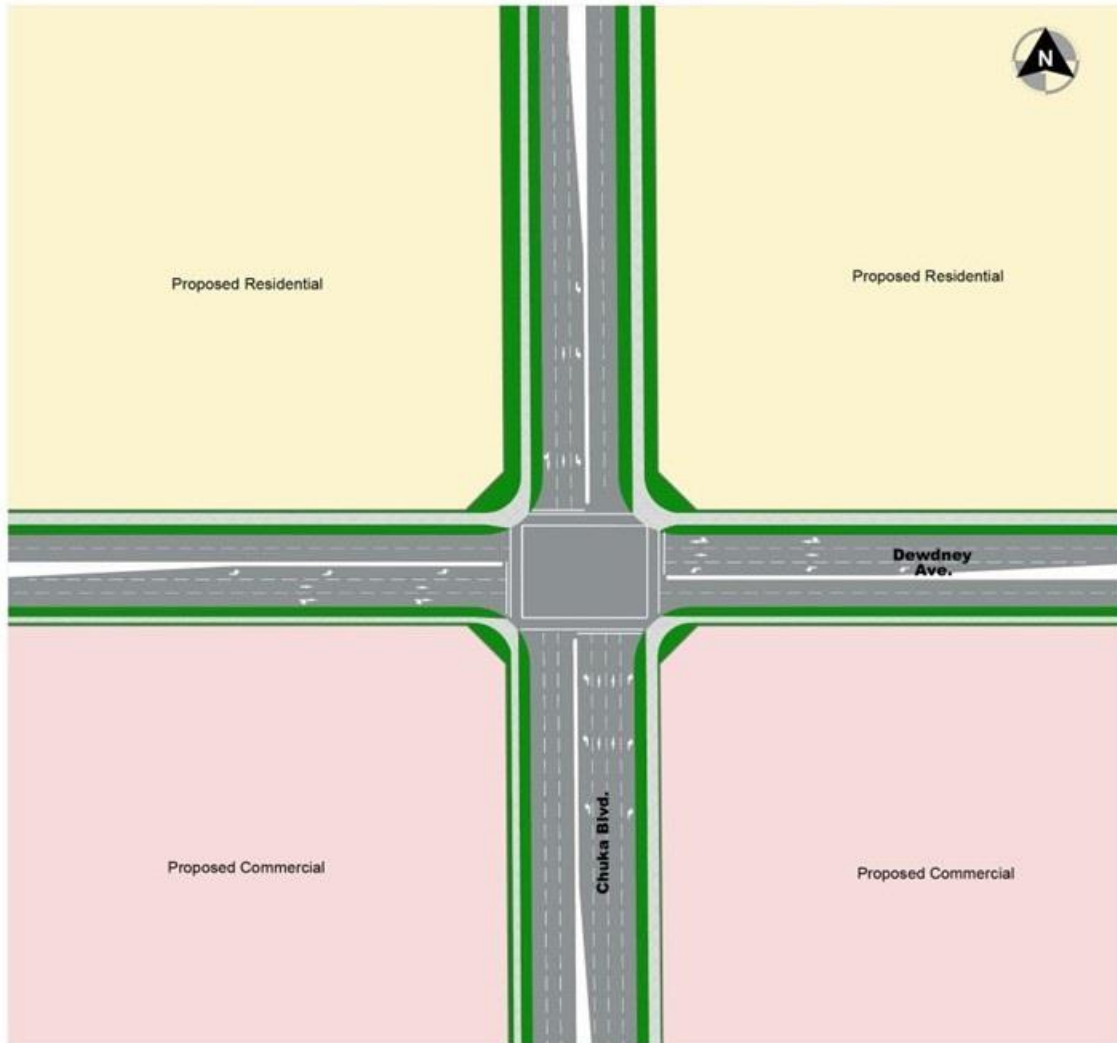 N
Proposed Residential
Proposed Residential
Dewdney
Ave.
Chuka Blvd.
Proposed Commercial
Proposed Commercial